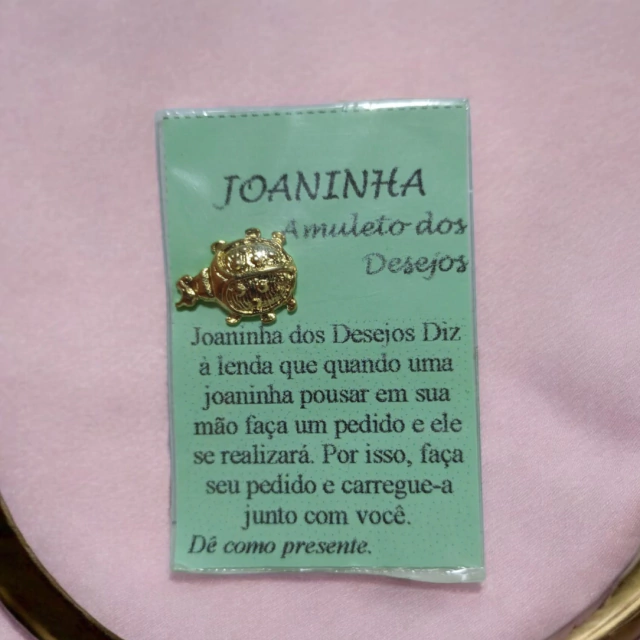 JOANINHA
Amuleto dos
Desejos
Joaninha dos Desejos Diz
à lenda que quando uma
joaninha pousar em sua
mão faça um pedido e ele
se realizará. Por isso, faça
seu pedido e carregue-a
junto com você.
Dê como presente.